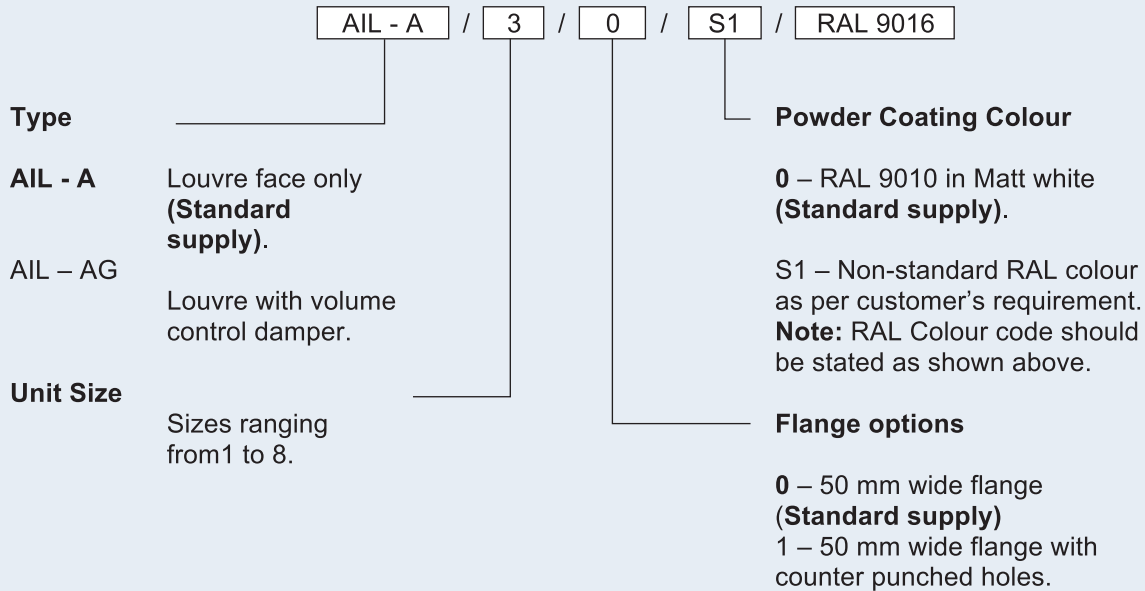 AIL - A / 3 / 0 / S1 / RAL 9016
Type
AIL - A Louvre face only
(Standard
supply).
AIL – AG
Louvre with volume
control damper.
Unit Size
Sizes ranging
from1 to 8.
Powder Coating Colour
0 – RAL 9010 in Matt white
(Standard supply).
S1 – Non-standard RAL colour
as per customer's requirement.
Note: RAL Colour code should
be stated as shown above.
Flange options
0 – 50 mm wide flange
(Standard supply)
1 – 50 mm wide flange with
counter punched holes.